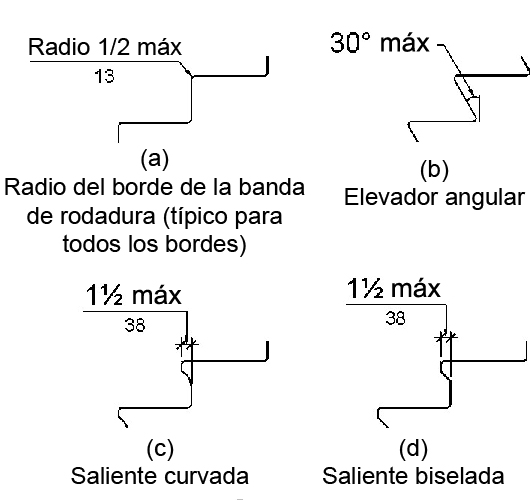 Radio 1/2 máx
13
(a)
Radio del borde de la banda
de rodadura (típico para
todos los bordes)
30° máx
(b)
Elevador angular
1½ máx
38
(c)
Saliente curvada
1½ máx
38
(d)
Saliente biselada